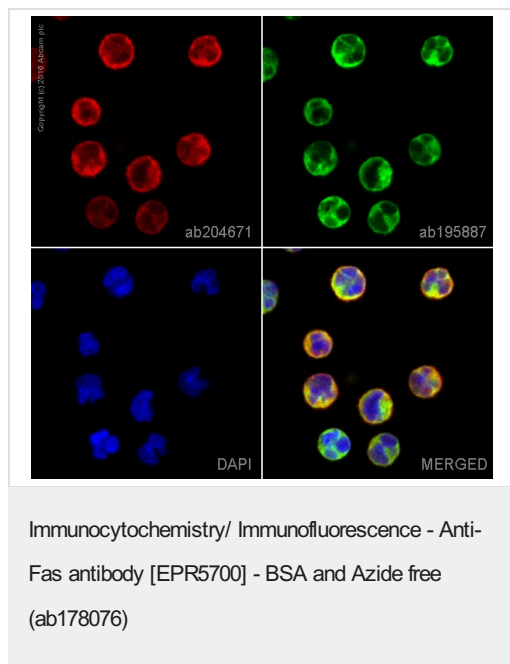 Copyright (c) 2016 Abcam plc
ab204671
ab195887
DAPI
MERGED
Immunocytochemistry/ Immunofluorescence - Anti-
Fas antibody [EPR5700] - BSA and Azide free
(ab178076)